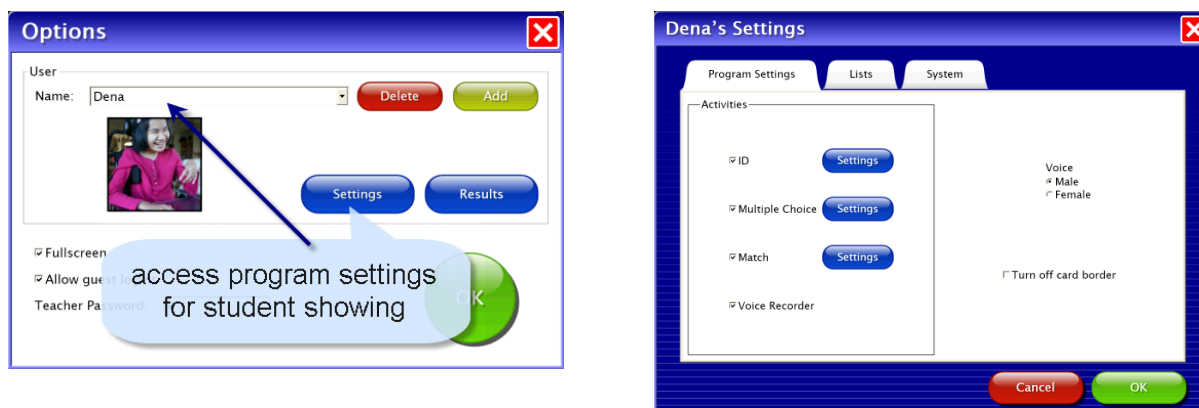 Options
User
Name: Dena
Delete
Add
Settings
Results
Fullscreen
Allow guest lo
Teacher Password:
OK
access program settings
for student showing
Dena's Settings
Program Settings
Lists
System
Activities
ID
Settings
Multiple Choice
Settings
Match
Settings
Voice Recorder
Voice
Male
Female
Turn off card border
Cancel
OK